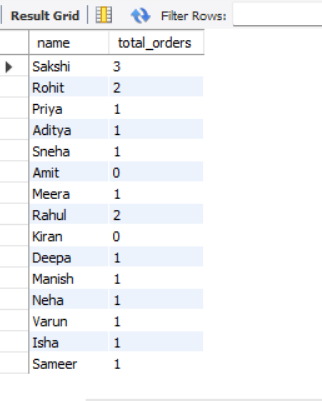 Result Grid Filter Rows:
name total_orders
Sakshi 3
Rohit 2
Priya 1
Aditya 1
Sneha 1
Amit 0
Meera 1
Rahul 2
Kiran 0
Deepa 1
Manish 1
Neha 1
Varun 1
Isha 1
Sameer 1